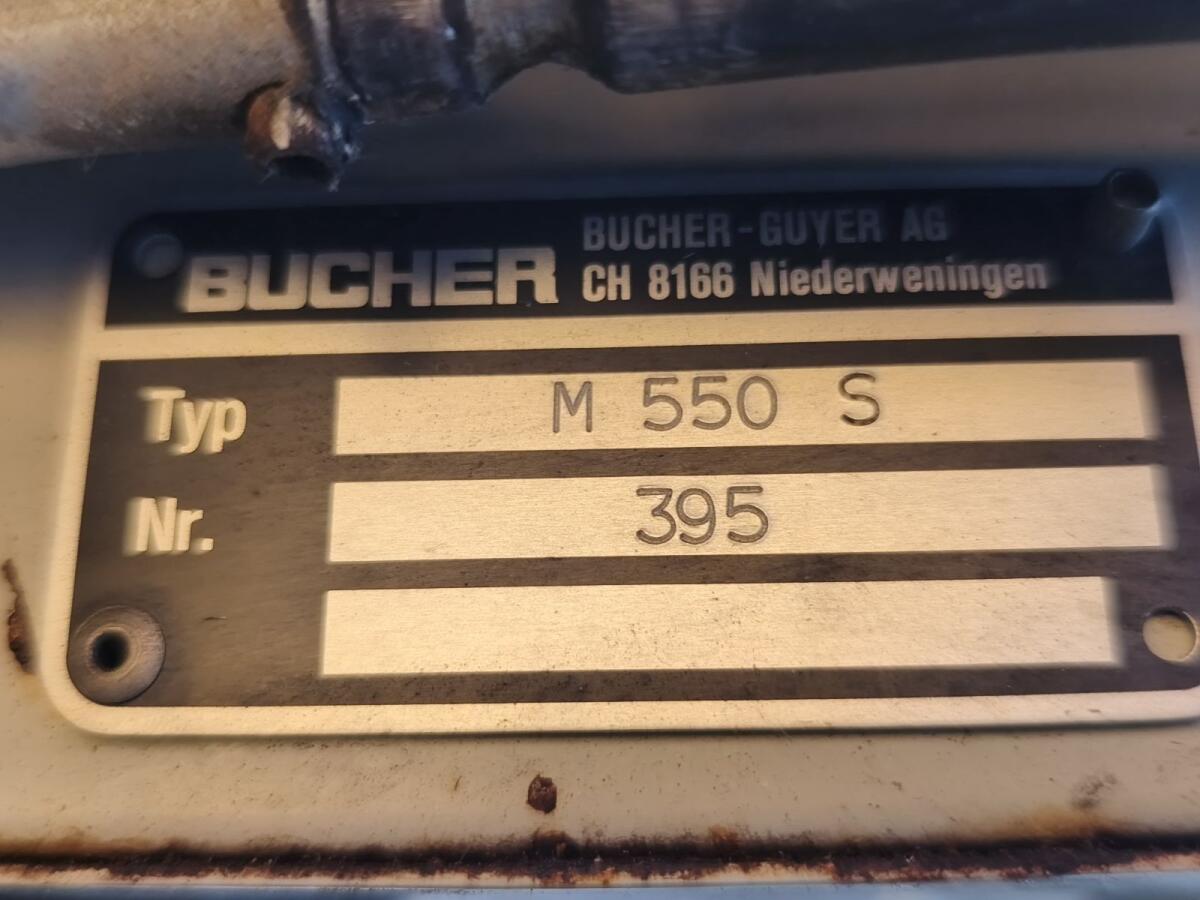 BUCHER
BUCHER-GUYER AG
CH 8166 Niederweningen
Typ M 550 S
Nr. 395